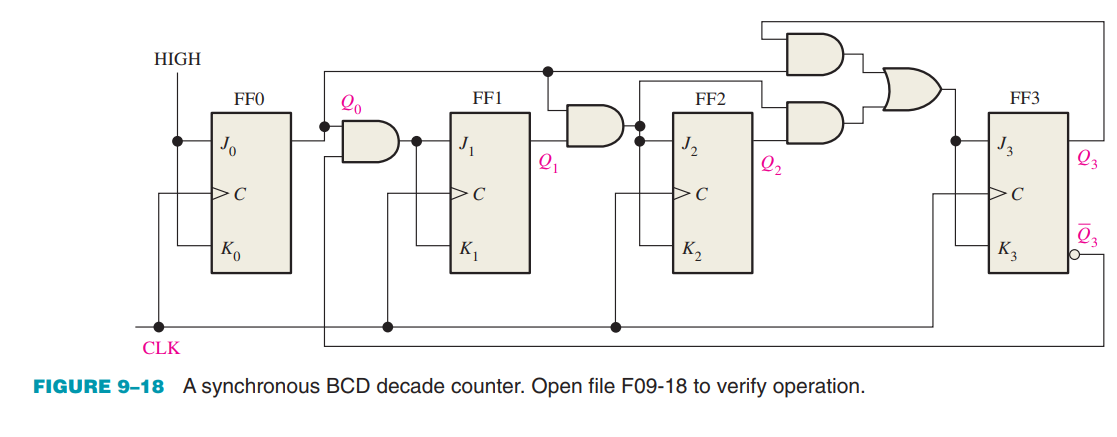 HIGH
FF0
FF1
FF2
FF3
Q0
J0
J1
Q1
J2
Q2
J3
Q3
C
C
C
C
Q̅3
K0
K1
K2
K3
CLK
FIGURE 9–18 A synchronous BCD decade counter. Open file F09-18 to verify operation.